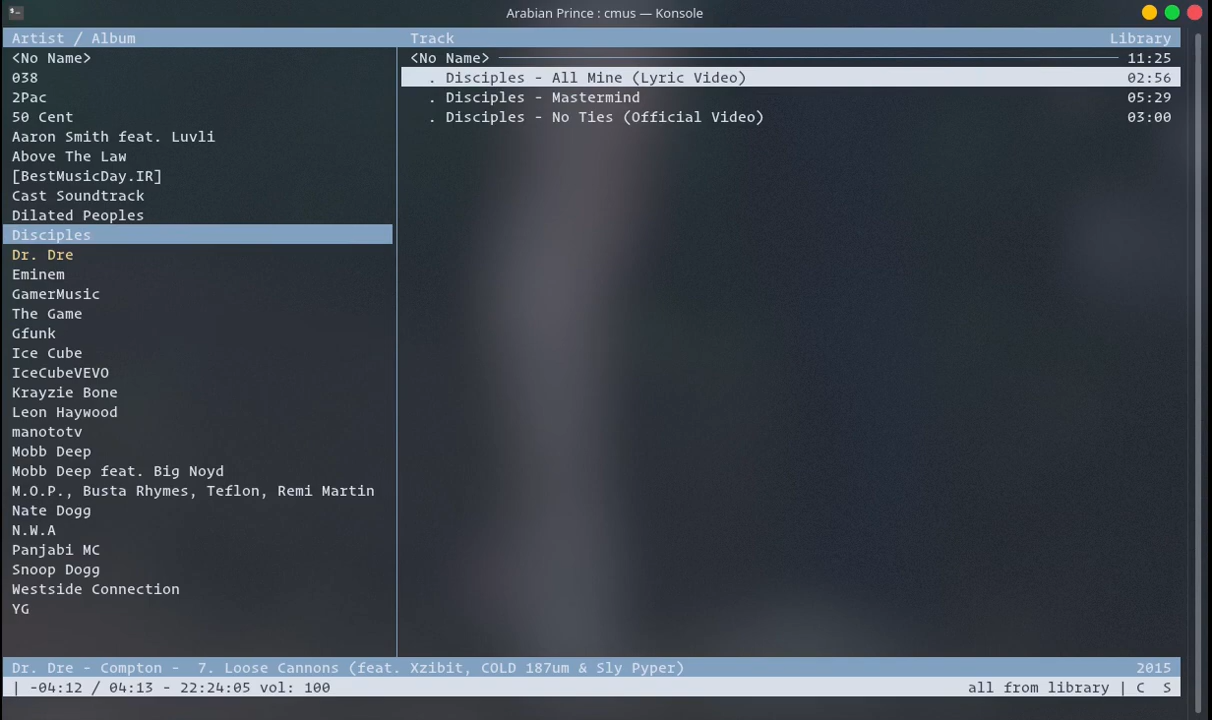 Arabian Prince : cmus — Konsole
Artist / Album
<No Name>
038
2Pac
50 Cent
Aaron Smith feat. Luvli
Above The Law
[BestMusicDay.IR]
Cast Soundtrack
Dilated Peoples
Disciples
Dr. Dre
Eminem
GamerMusic
The Game
Gfunk
Ice Cube
IceCubeVEVO
Krayzie Bone
Leon Haywood
manototv
Mobb Deep
Mobb Deep feat. Big Noyd
M.O.P., Busta Rhymes, Teflon, Remi Martin
Nate Dogg
N.W.A
Panjabi MC
Snoop Dogg
Westside Connection
YG
Track Library
<No Name> 11:25
. Disciples - All Mine (Lyric Video) 02:56
. Disciples - Mastermind 05:29
. Disciples - No Ties (Official Video) 03:00
Dr. Dre - Compton - 7. Loose Cannons (feat. Xzibit, COLD 187um & Sly Pyper) 2015
| -04:12 / 04:13 - 22:24:05 vol: 100 all from library | C S